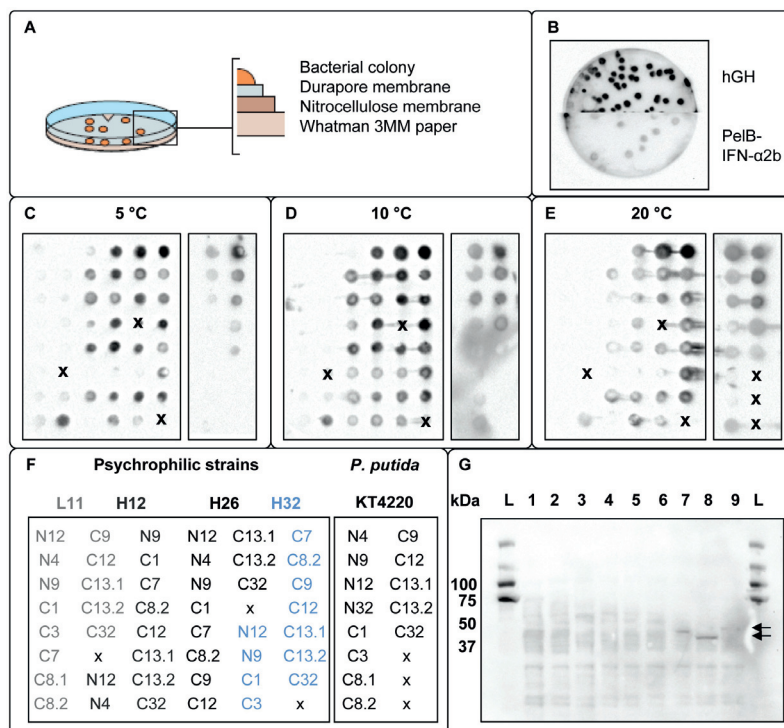 A
Bacterial colony
Durapore membrane
Nitrocellulose membrane
Whatman 3MM paper
B
hGH
PelB-
IFN-α2b
C 5 °C
x
x
x
D 10 °C
x
x
x
E 20 °C
x
x
x
x
x
x
F Psychrophilic strains P. putida
L11 H12 H26 H32 KT4220
N12 C9 N9 N12 C13.1 C7 N4 C9
N4 C12 C1 N4 C13.2 C8.2 N9 C12
N9 C13.1 C7 N9 C32 C9 N12 C13.1
C1 C13.2 C8.2 C1 x C12 N32 C13.2
C3 C32 C12 C7 N12 C13.1 C1 C32
C7 x C13.1 C8.2 N9 C13.2 C3 x
C8.1 N12 C13.2 C9 C1 C32 C8.1 x
C8.2 N4 C32 C12 C3 x C8.2 x
G
kDa L 1 2 3 4 5 6 7 8 9 L
100
75
50
37